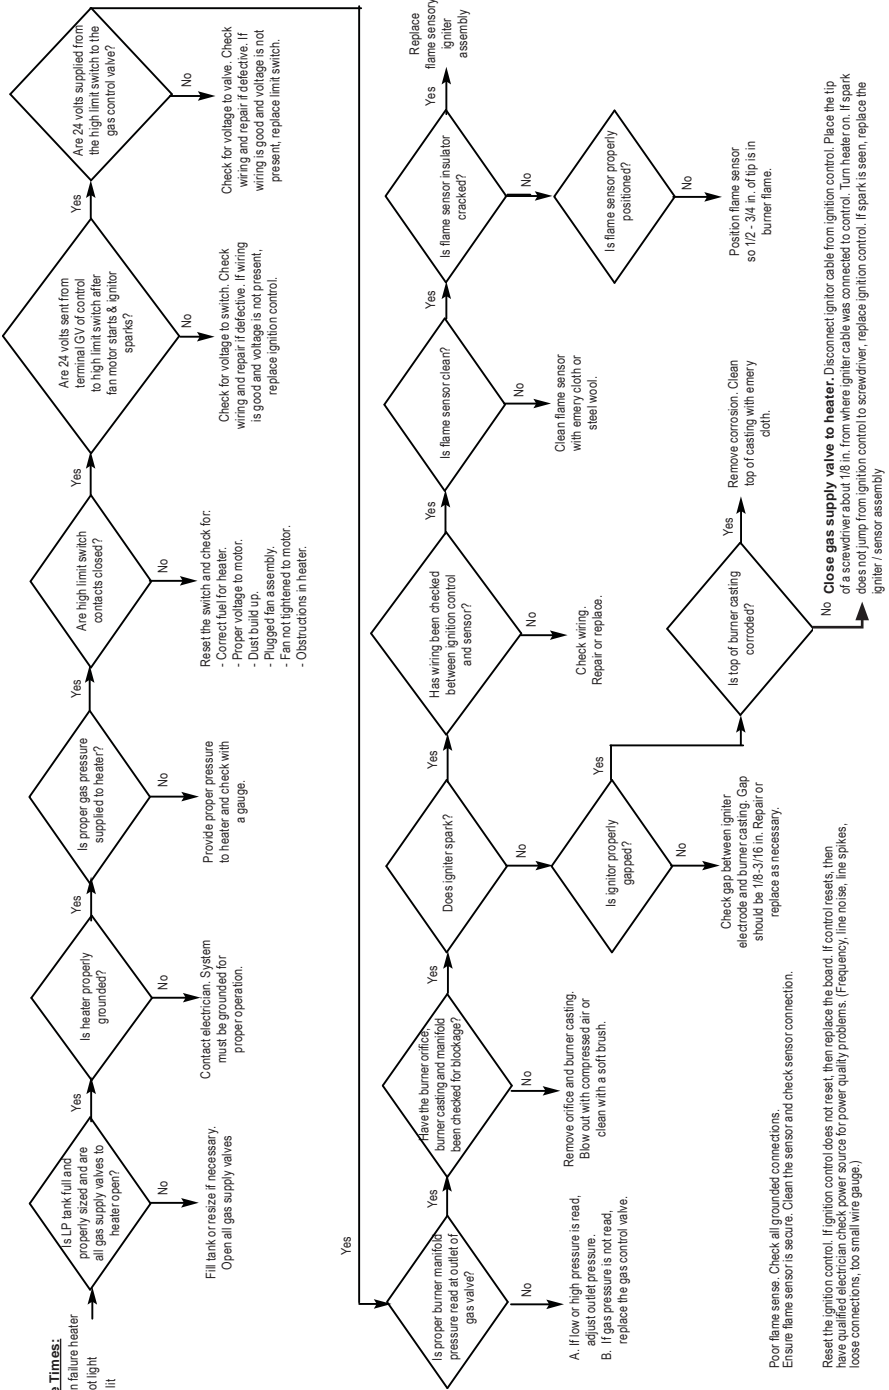 e Times:
n failure heater
ot light
lit
Is LP tank full and
properly sized and are
all gas supply valves to
heater open?
No
Fill tank or resize if necessary.
Open all gas supply valves
Yes
Is heater properly
grounded?
No
Contact electrician. System
must be grounded for
proper operation.
Yes
Is proper gas pressure
supplied to heater?
No
Provide proper pressure
to heater and check with
a gauge.
Yes
Are high limit switch
contacts closed?
No
Reset the switch and check for:
- Correct fuel for heater.
- Proper voltage to motor.
- Dust build up.
- Plugged fan assembly.
- Fan not tightened to motor.
- Obstructions in heater.
Yes
Are 24 volts sent from
terminal GV of control
to high limit switch after
fan motor starts & ignitor
sparks?
No
Check for voltage to switch. Check
wiring and repair if defective. If wiring
is good and voltage is not present,
replace ignition control.
Yes
Are 24 volts supplied from
the high limit switch to the
gas control valve?
No
Check for voltage to valve. Check
wiring and repair if defective. If
wiring is good and voltage is not
present, replace limit switch.
Yes
Is proper burner manifold
pressure read at outlet of
gas valve?
No
A. If low or high pressure is read,
adjust outlet pressure.
B. If gas pressure is not read,
replace the gas control valve.
Yes
Have the burner orifice,
burner casting and manifold
been checked for blockage?
No
Remove orifice and burner casting.
Blow out with compressed air or
clean with a soft brush.
Yes
Does igniter spark?
No
Is ignitor properly
gapped?
No
Check gap between igniter
electrode and burner casting. Gap
should be 1/8-3/16 in. Repair or
replace as necessary.
Yes
Is top of burner casting
corroded?
Yes
Remove corrosion. Clean
top of casting with emery
cloth.
No
Close gas supply valve to heater. Disconnect ignitor cable from ignition control. Place the tip
of a screwdriver about 1/8 in. from where igniter cable was connected to control. Turn heater on. If spark
does not jump from ignition control to screwdriver, replace ignition control. If spark is seen, replace the
igniter / sensor assembly
Yes
Has wiring been checked
between ignition control
and sensor?
No
Check wiring.
Repair or replace.
Yes
Is flame sensor clean?
No
Clean flame sensor
with emery cloth or
steel wool.
Yes
Is flame sensor insulator
cracked?
Yes
Replace
flame sensory
igniter
assembly
No
Is flame sensor properly
positioned?
No
Position flame sensor
so 1/2 - 3/4 in. of tip is in
burner flame.
Poor flame sense. Check all grounded connections.
Ensure flame sensor is secure. Clean the sensor and check sensor connection.
Reset the ignition control. If ignition control does not reset, then replace the board. If control resets, then
have qualified electrician check power source for power quality problems. (Frequency, line noise, line spikes,
loose connections, too small wire gauge.)